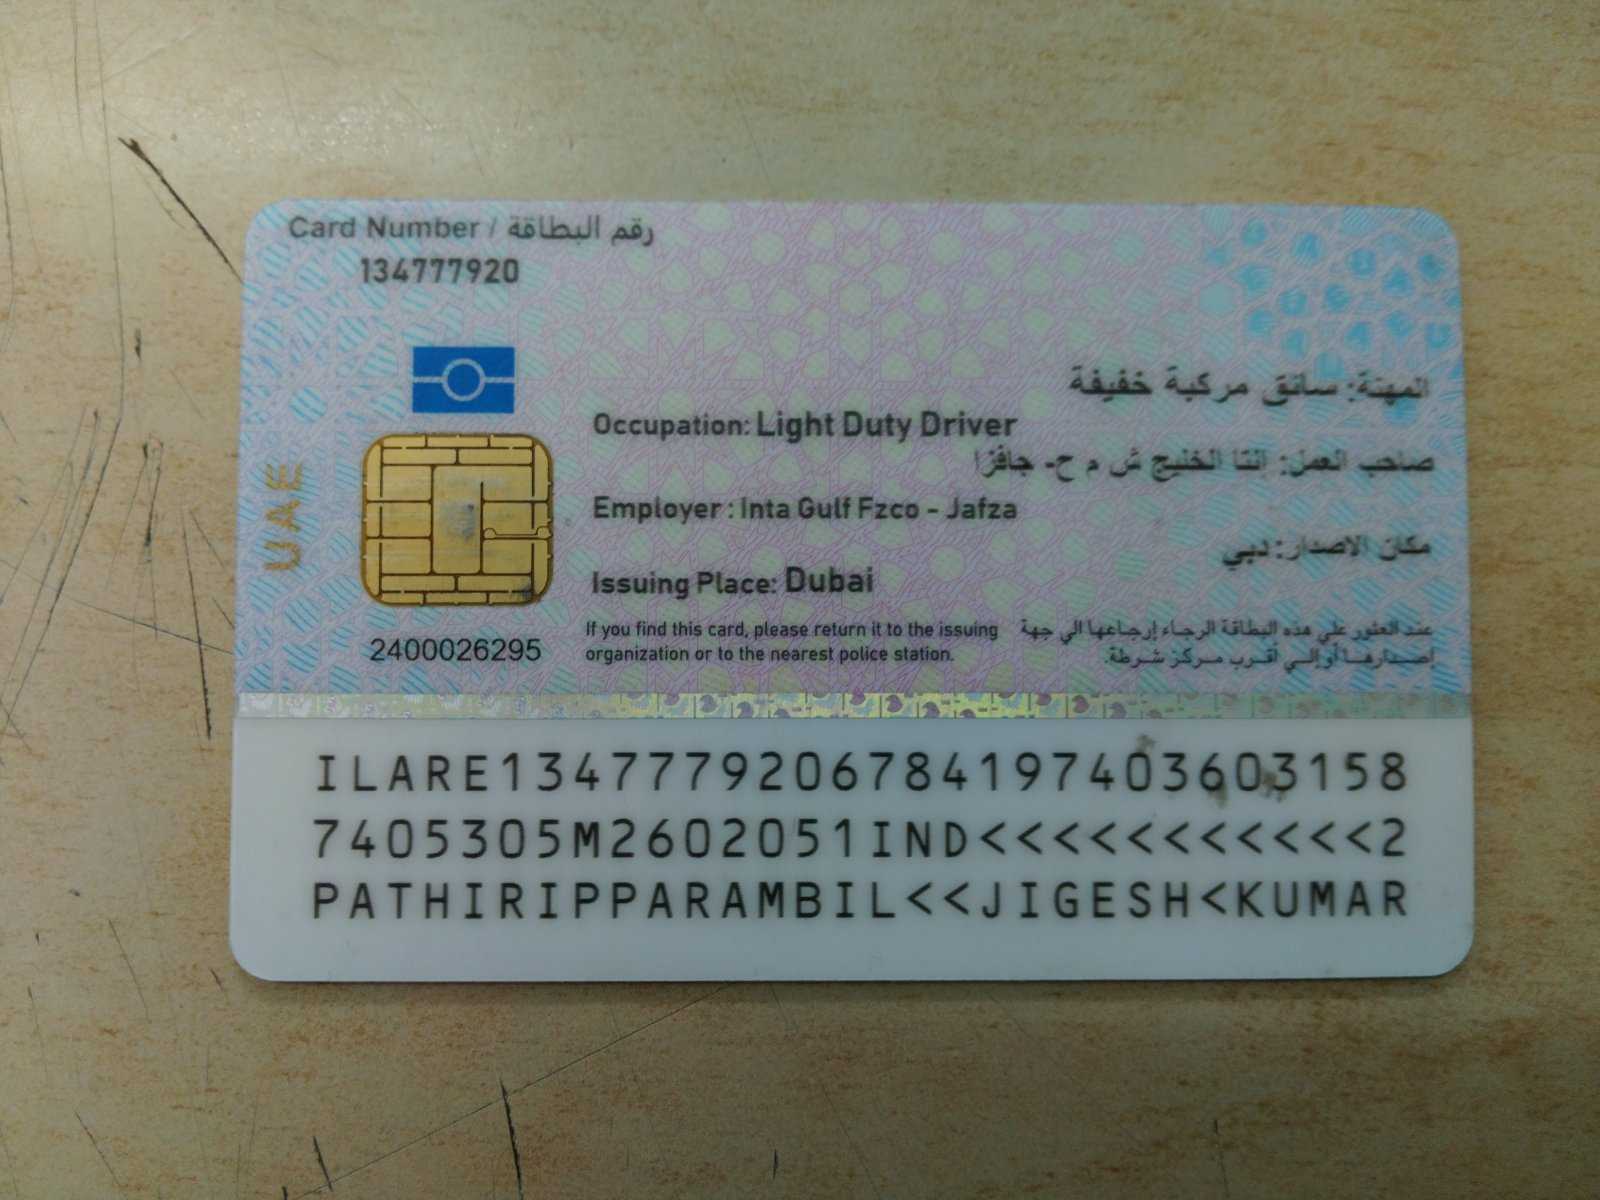 Card Number / رقم البطاقة
134777920
المهنة: سائق مركبة خفيفة
Occupation: Light Duty Driver
صاحب العمل: إنتا الخليج ش م ح- جافزا
Employer : Inta Gulf Fzco - Jafza
مكان الاصدار: دبي
Issuing Place: Dubai
UAE
2400026295
If you find this card, please return it to the issuing
organization or to the nearest police station.
عند العثور علي هذه البطاقة الرجاء إرجاعها الي جهة
إصدارها أو إلي أقرب مركز شرطة.
ILARE1347779206784197403603158
7405305M2602051IND<<<<<<<<<<<2
PATHIRIPPARAMBIL<<JIGESH<KUMAR